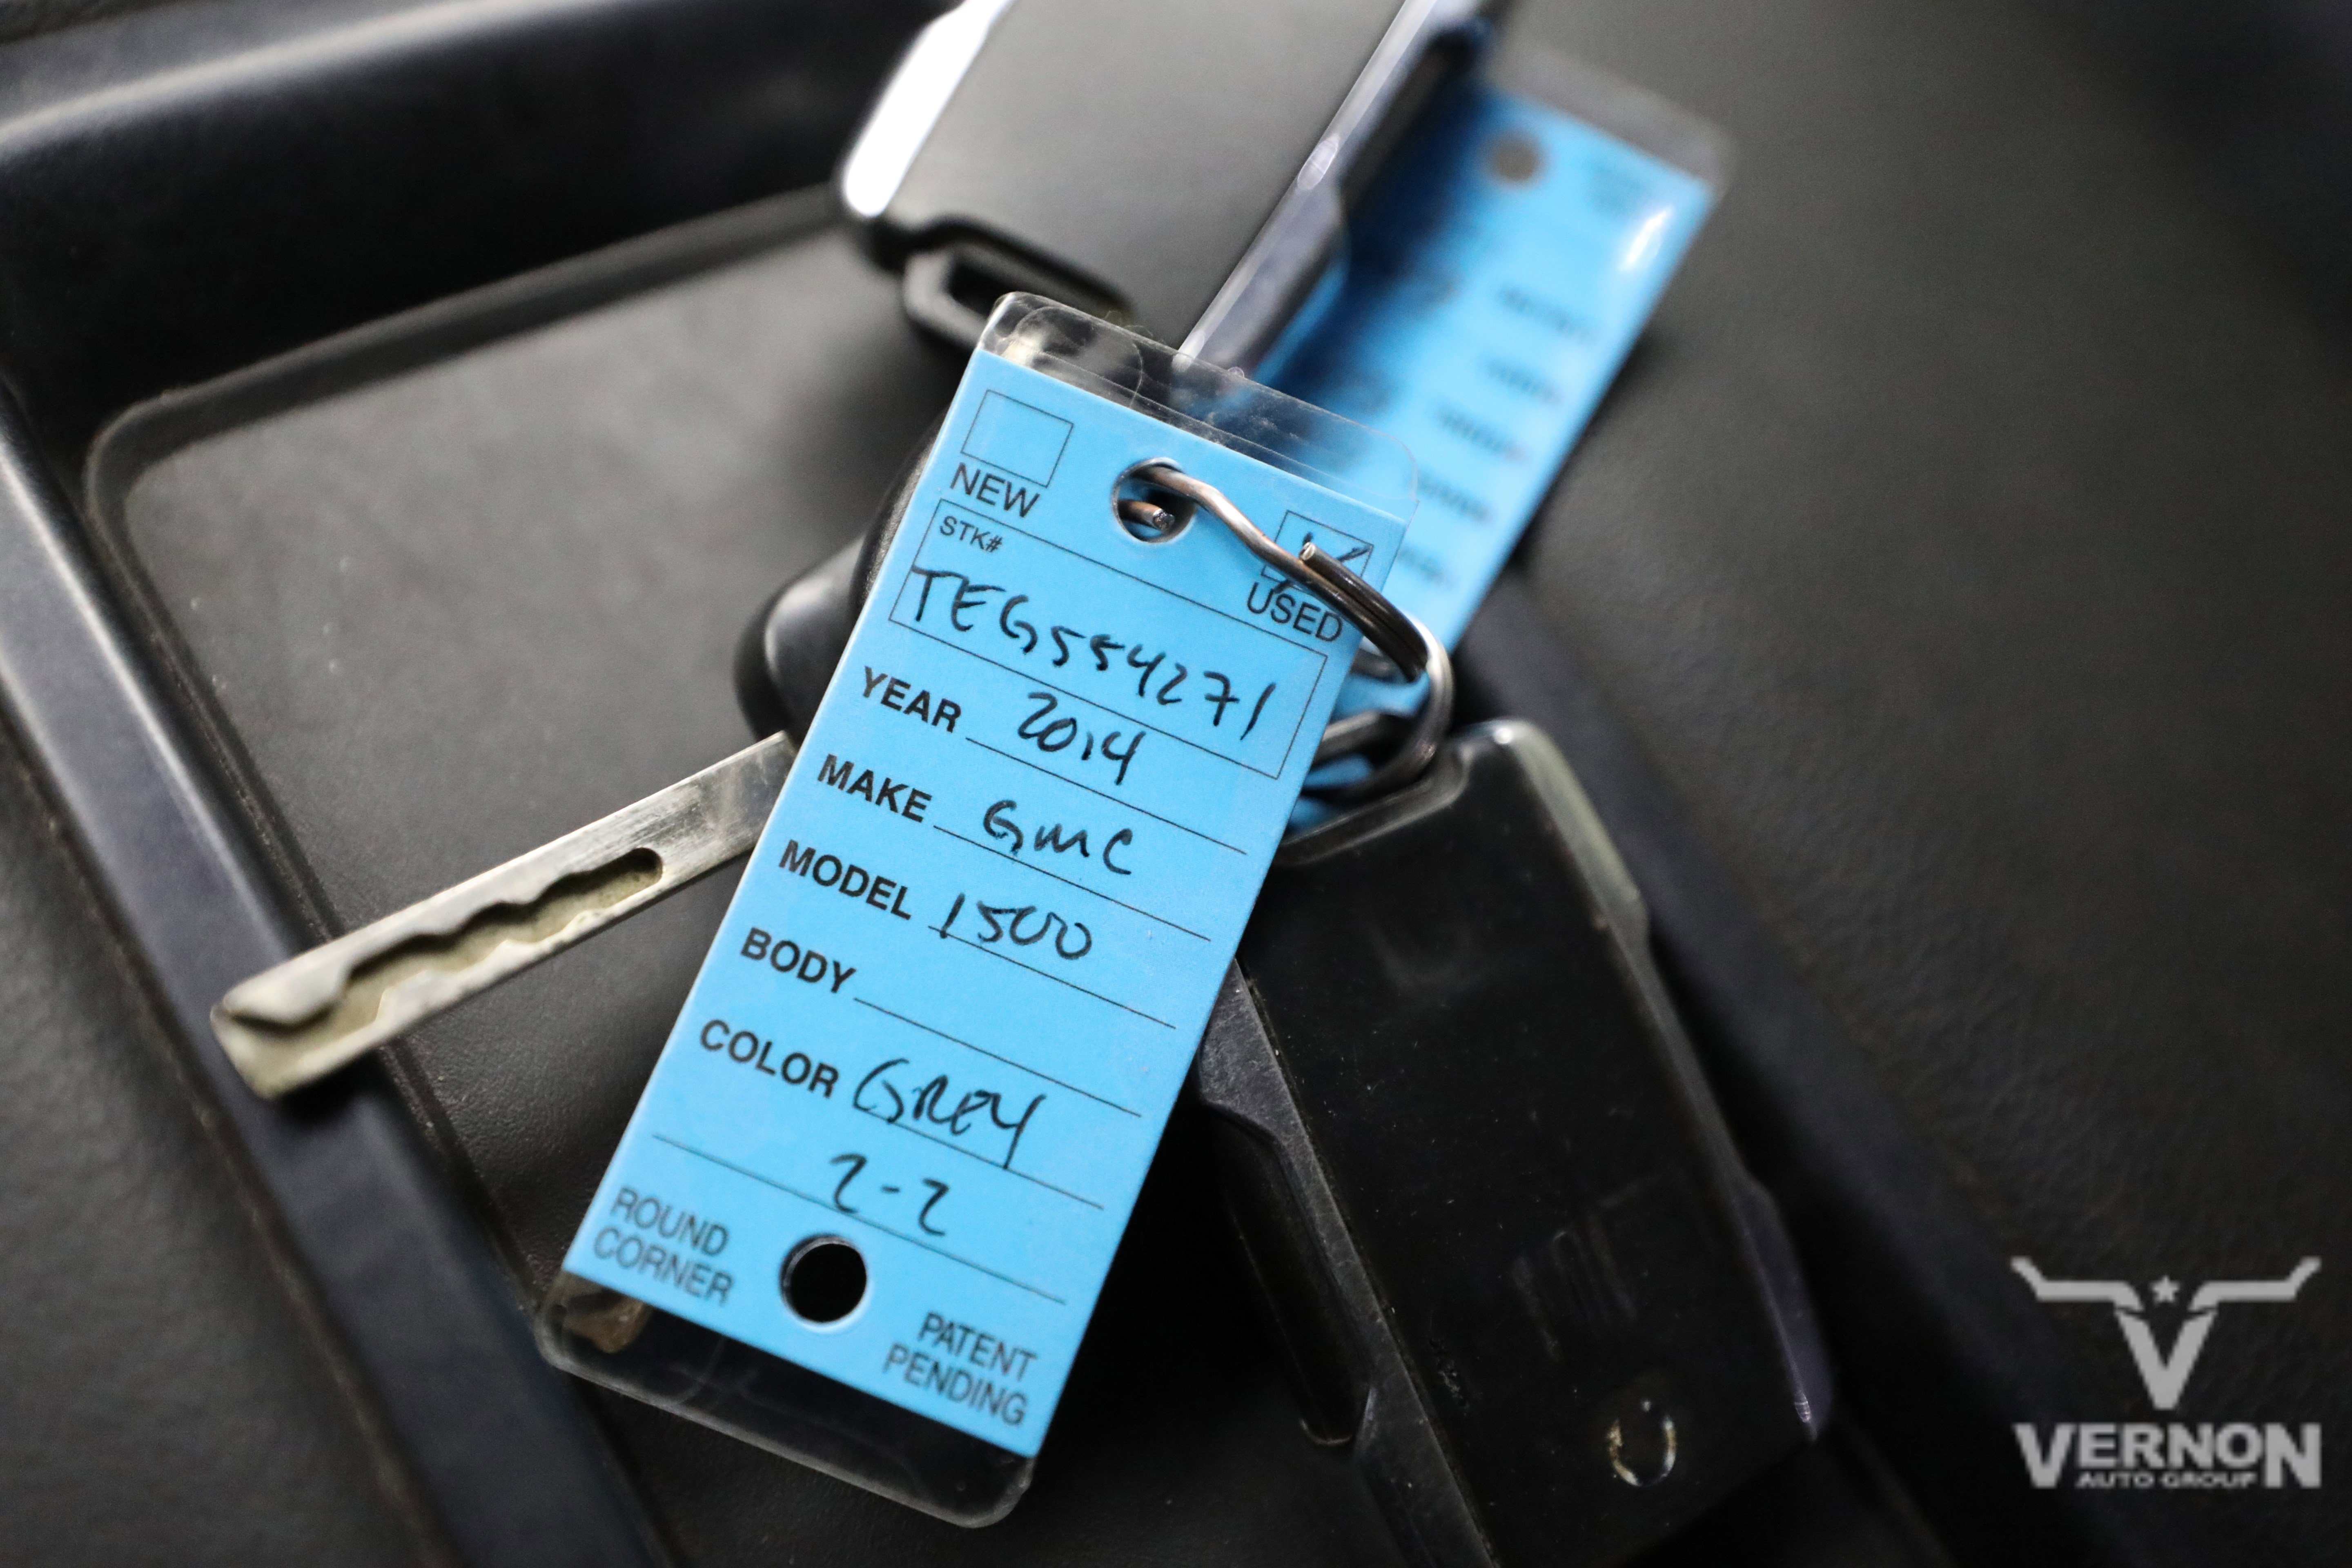 NEW
USED
STK#
TEG554271
YEAR 2014
MAKE GMC
MODEL 1500
BODY
COLOR GREY
2-2
ROUND
CORNER
PATENT
PENDING
V
VERNON
AUTO GROUP